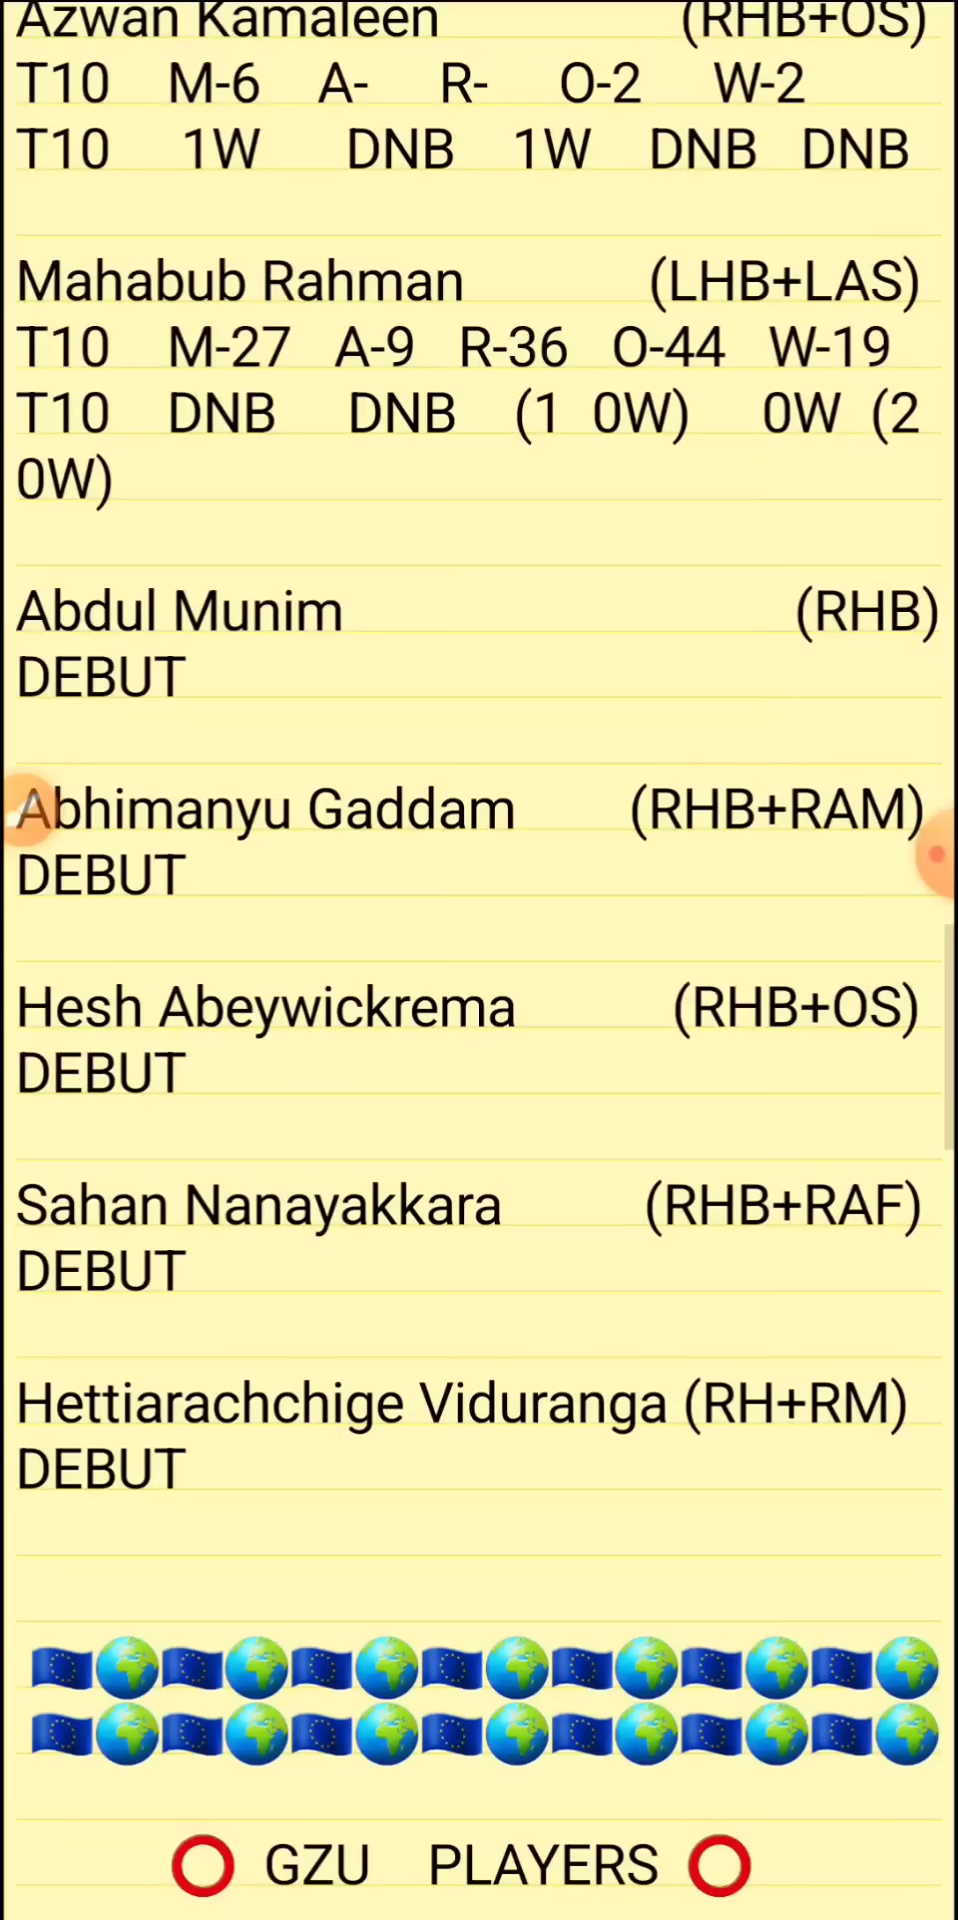 Azwan Kamaleen (RHB+OS)
T10 M-6 A- R- O-2 W-2
T10 1W DNB 1W DNB DNB
Mahabub Rahman (LHB+LAS)
T10 M-27 A-9 R-36 O-44 W-19
T10 DNB DNB (1 0W) 0W (2
0W)
Abdul Munim (RHB)
DEBUT
Abhimanyu Gaddam (RHB+RAM)
DEBUT
Hesh Abeywickrema (RHB+OS)
DEBUT
Sahan Nanayakkara (RHB+RAF)
DEBUT
Hettiarachchige Viduranga (RH+RM)
DEBUT
GZU PLAYERS